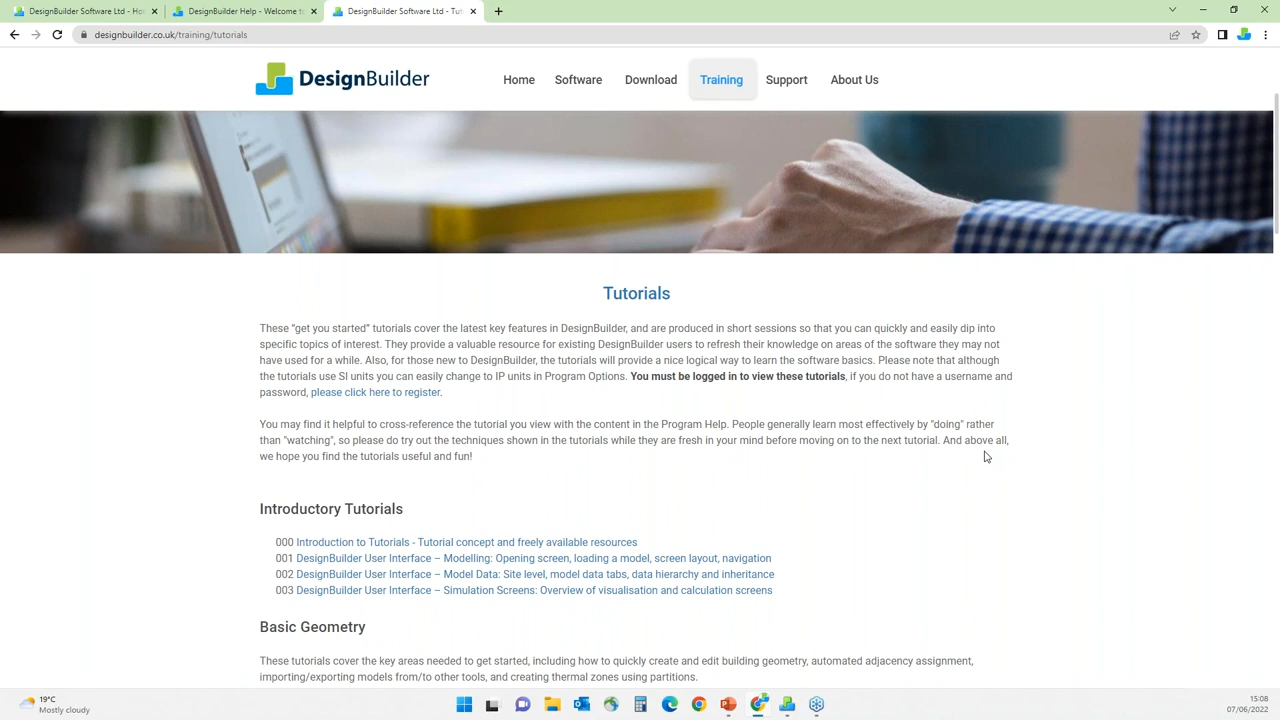 DesignBuilder Software Ltd - Ho
DesignBuilder Help - Welcome to
DesignBuilder Software Ltd - Tut
designbuilder.co.uk/training/tutorials
DesignBuilder
Home
Software
Download
Training
Support
About Us
Tutorials
These "get you started" tutorials cover the latest key features in DesignBuilder, and are produced in short sessions so that you can quickly and easily dip into
specific topics of interest. They provide a valuable resource for existing DesignBuilder users to refresh their knowledge on areas of the software they may not
have used for a while. Also, for those new to DesignBuilder, the tutorials will provide a nice logical way to learn the software basics. Please note that although
the tutorials use SI units you can easily change to IP units in Program Options. You must be logged in to view these tutorials, if you do not have a username and
password, please click here to register.
You may find it helpful to cross-reference the tutorial you view with the content in the Program Help. People generally learn most effectively by "doing" rather
than "watching", so please do try out the techniques shown in the tutorials while they are fresh in your mind before moving on to the next tutorial. And above all,
we hope you find the tutorials useful and fun!
Introductory Tutorials
000 Introduction to Tutorials - Tutorial concept and freely available resources
001 DesignBuilder User Interface – Modelling: Opening screen, loading a model, screen layout, navigation
002 DesignBuilder User Interface – Model Data: Site level, model data tabs, data hierarchy and inheritance
003 DesignBuilder User Interface – Simulation Screens: Overview of visualisation and calculation screens
Basic Geometry
These tutorials cover the key areas needed to get started, including how to quickly create and edit building geometry, automated adjacency assignment,
importing/exporting models from/to other tools, and creating thermal zones using partitions.
19°C
Mostly cloudy
15:08
07/06/2022